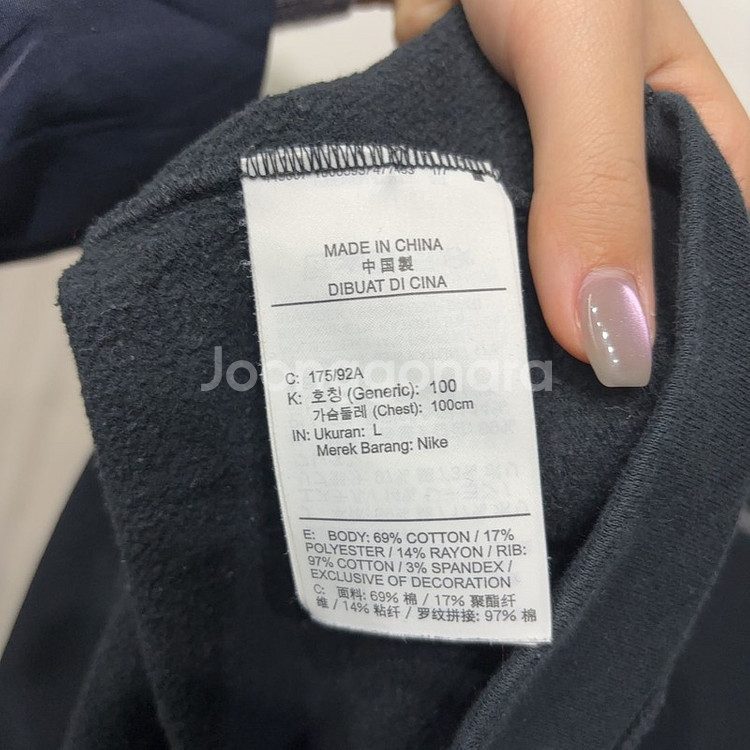 MADE IN CHINA
中国製
DIBUAT DI CINA
Joonggonara
C: 175/92A
K: 호칭 (Generic): 100
가슴둘레 (Chest): 100cm
IN: Ukuran: L
Merek Barang: Nike
E: BODY: 69% COTTON / 17%
POLYESTER / 14% RAYON / RIB:
97% COTTON / 3% SPANDEX /
EXCLUSIVE OF DECORATION
C: 面料: 69% 棉 / 17% 聚酯纤
维 / 14% 粘纤 / 罗纹拼接: 97% 棉